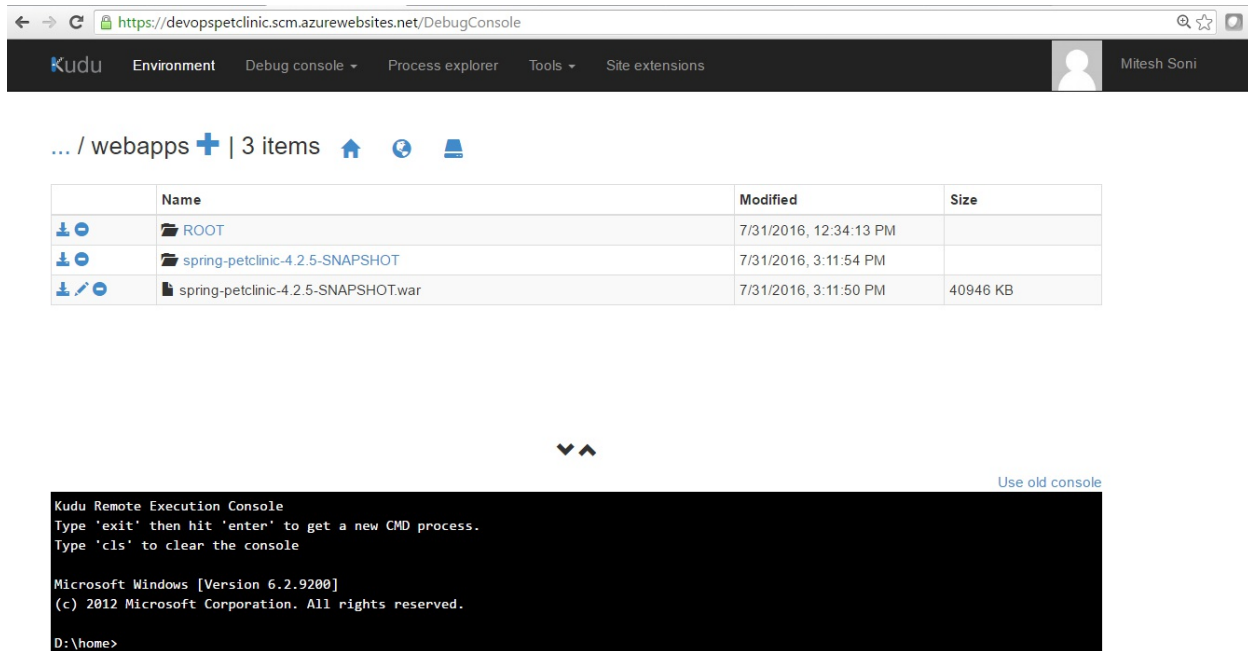 https://devopspetclinic.scm.azurewebsites.net/DebugConsole
Kudu Environment Debug console Process explorer Tools Site extensions Mitesh Soni
... / webapps + | 3 items
Name Modified Size
ROOT 7/31/2016, 12:34:13 PM
spring-petclinic-4.2.5-SNAPSHOT 7/31/2016, 3:11:54 PM
spring-petclinic-4.2.5-SNAPSHOT.war 7/31/2016, 3:11:50 PM 40946 KB
Use old console
Kudu Remote Execution Console
Type 'exit' then hit 'enter' to get a new CMD process.
Type 'cls' to clear the console
Microsoft Windows [Version 6.2.9200]
(c) 2012 Microsoft Corporation. All rights reserved.
D:\home>